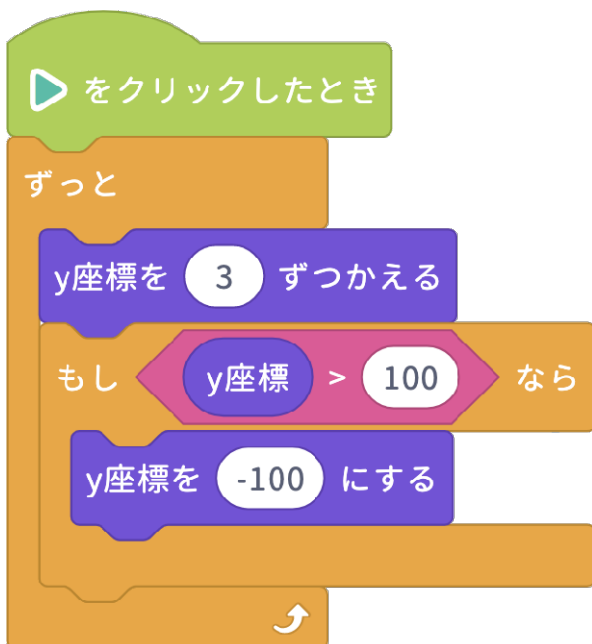 をクリックしたとき
ずっと
y座標を 3 ずつかえる
もし y座標 > 100 なら
y座標を -100 にする